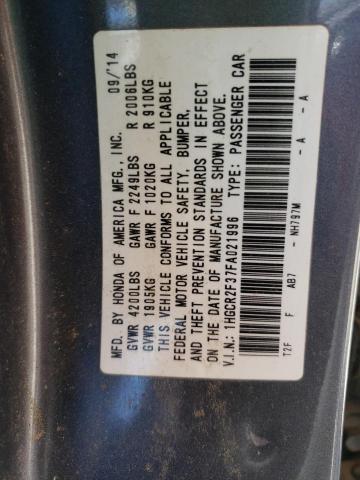 MFD. BY HONDA OF AMERICA MFG., INC. 09/'14
GVWR 4200LBS GAWR F 2249LBS R 2006LBS
GVWR 1905KG GAWR F 1020KG R 910KG
THIS VEHICLE CONFORMS TO ALL APPLICABLE
FEDERAL MOTOR VEHICLE SAFETY, BUMPER,
AND THEFT PREVENTION STANDARDS IN EFFECT
ON THE DATE OF MANUFACTURE SHOWN ABOVE.
V.I.N.: 1HGCR2F37FA021996 TYPE: PASSENGER CAR
T2F F AB7 - NH797M - A - A